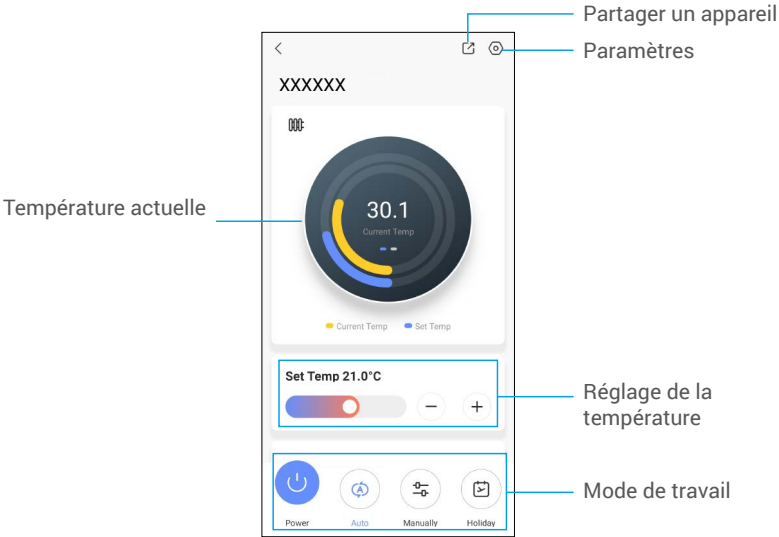 Partager un appareil
Paramètres
XXXXXX
Température actuelle
30.1
Current Temp
Current Temp
Set Temp
Set Temp 21.0°C
Réglage de la
température
A
Mode de travail
Power
Auto
Manually
Holiday